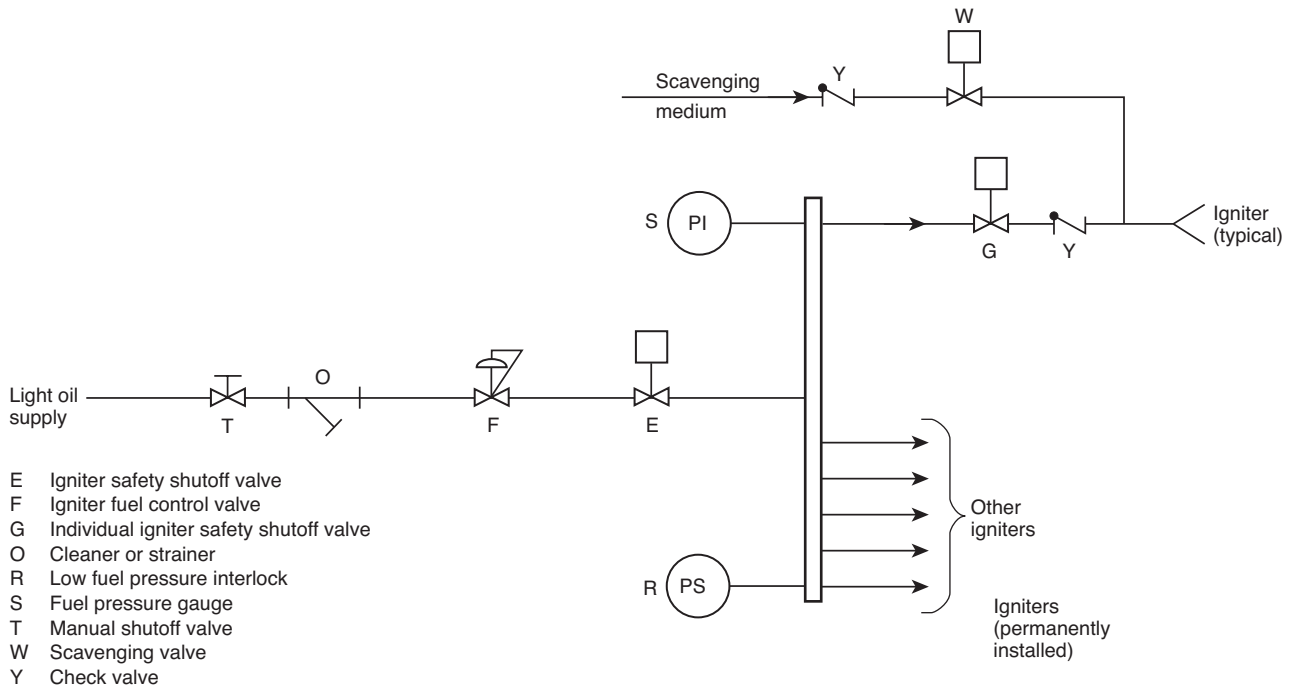 W
Y
Scavenging
medium
G
Y
Igniter
(typical)
S
PI
Light oil
supply
T
O
F
E
Other
igniters
R
PS
Igniters
(permanently
installed)
E Igniter safety shutoff valve
F Igniter fuel control valve
G Individual igniter safety shutoff valve
O Cleaner or strainer
R Low fuel pressure interlock
S Fuel pressure gauge
T Manual shutoff valve
W Scavenging valve
Y Check valve